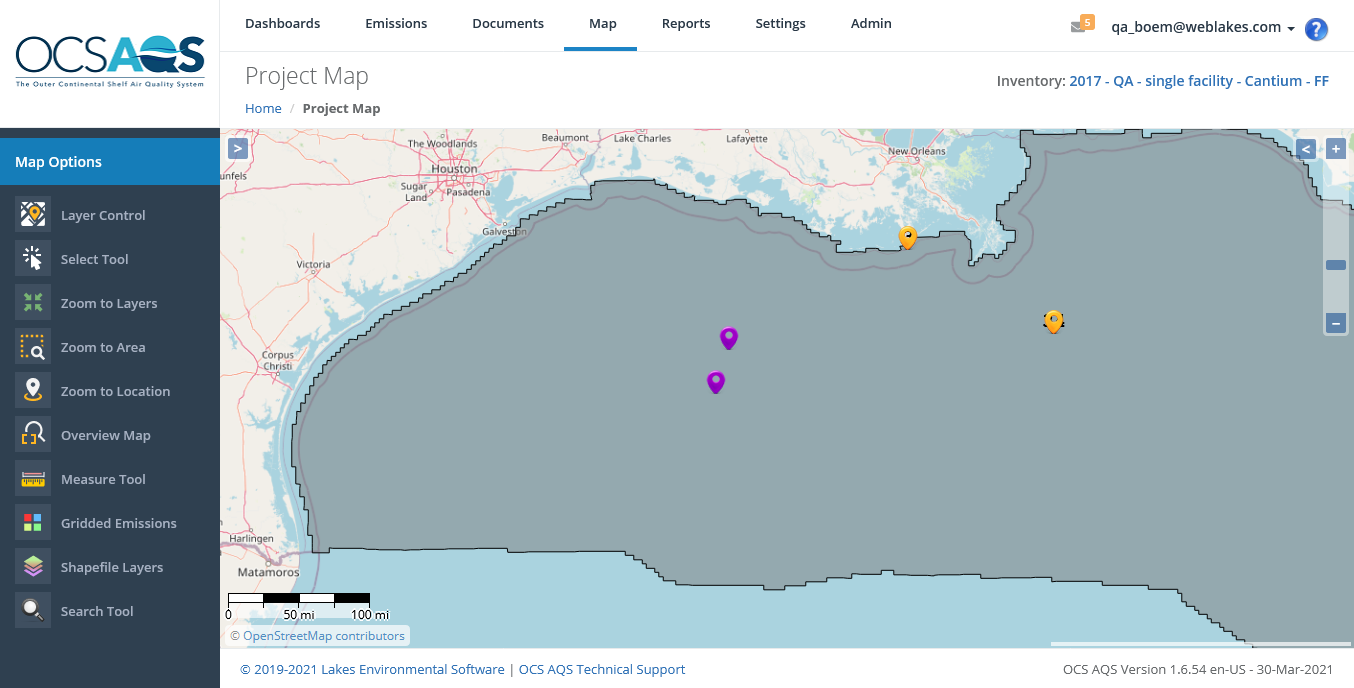 OCSAQS
The Outer Continental Shelf Air Quality System
Dashboards Emissions Documents Map Reports Settings Admin
5 qa_boem@weblakes.com ?
Project Map
Inventory: 2017 - QA - single facility - Cantium - FF
Home / Project Map
Map Options
Layer Control
Select Tool
Zoom to Layers
Zoom to Area
Zoom to Location
Overview Map
Measure Tool
Gridded Emissions
Shapefile Layers
Search Tool
>
< +
−
The Woodlands
Beaumont
Lake Charles
Lafayette
New Orleans
Houston
unfels
Sugar
Land
Pasadena
Galveston
Victoria
Corpus
Christi
Harlingen
Matamoros
0 50 mi 100 mi
© OpenStreetMap contributors
© 2019-2021 Lakes Environmental Software | OCS AQS Technical Support
OCS AQS Version 1.6.54 en-US - 30-Mar-2021